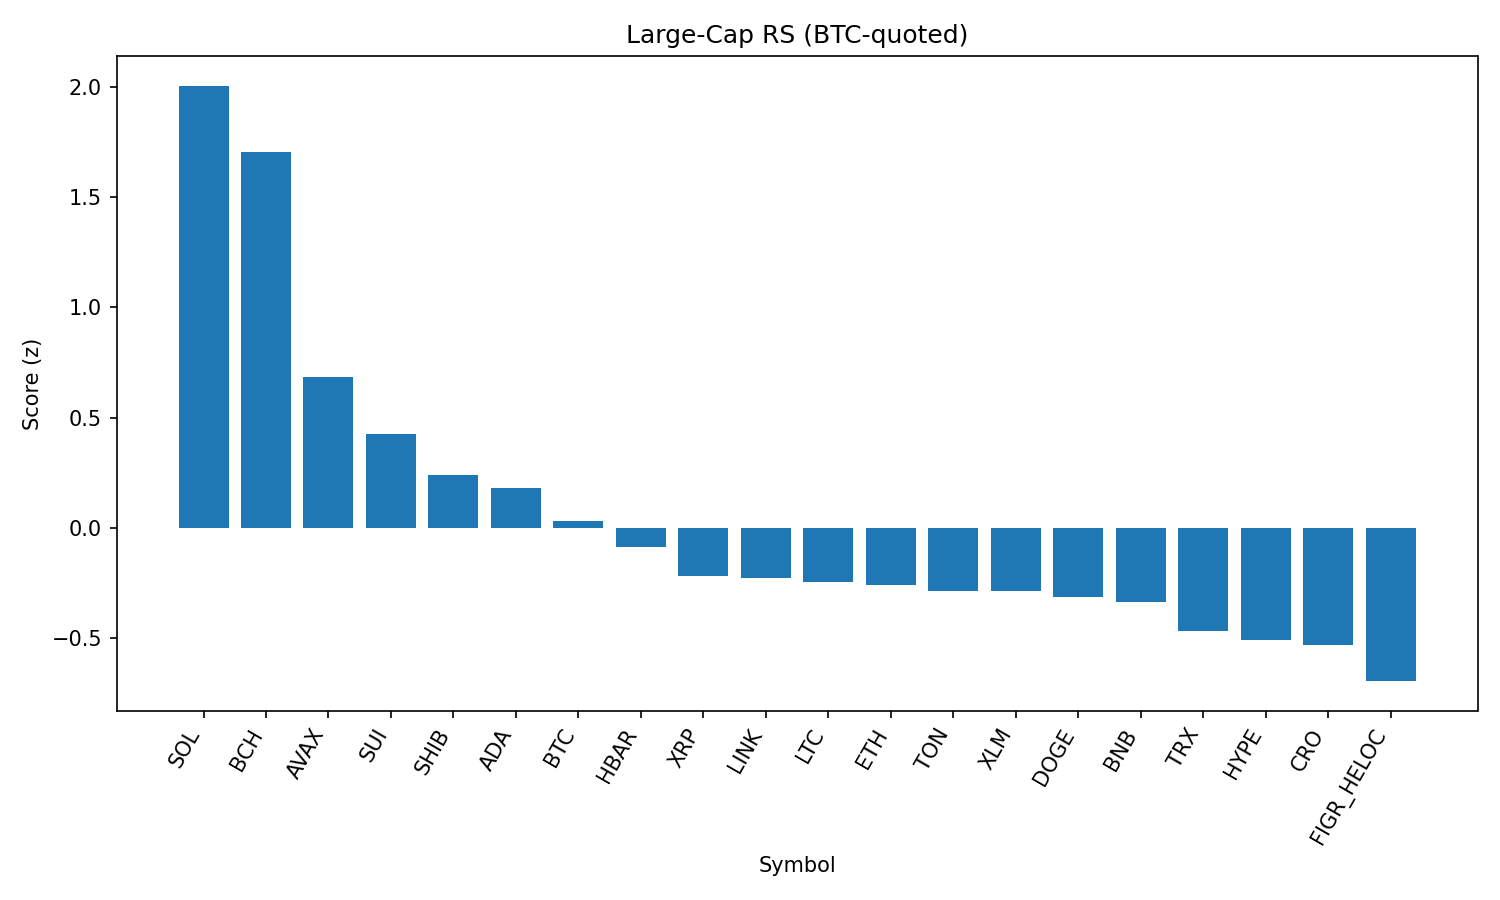 Large-Cap RS (BTC-quoted)
Score (z)
2.0
1.5
1.0
0.5
0.0
−0.5
SOL
BCH
AVAX
SUI
SHIB
ADA
BTC
HBAR
XRP
LINK
LTC
ETH
TON
XLM
DOGE
BNB
TRX
HYPE
CRO
FIGR_HELOC
Symbol